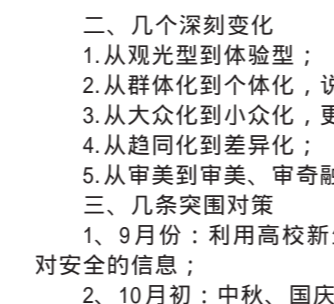 二、几个深刻变化
1.从观光型到体验型；
2.从群体化到个体化，说
3.从大众化到小众化，更
4.从趋同化到差异化；
5.从审美到审美、审奇融
三、几条突围对策
1、9月份：利用高校新
对安全的信息；
2、10月初：中秋、国庆